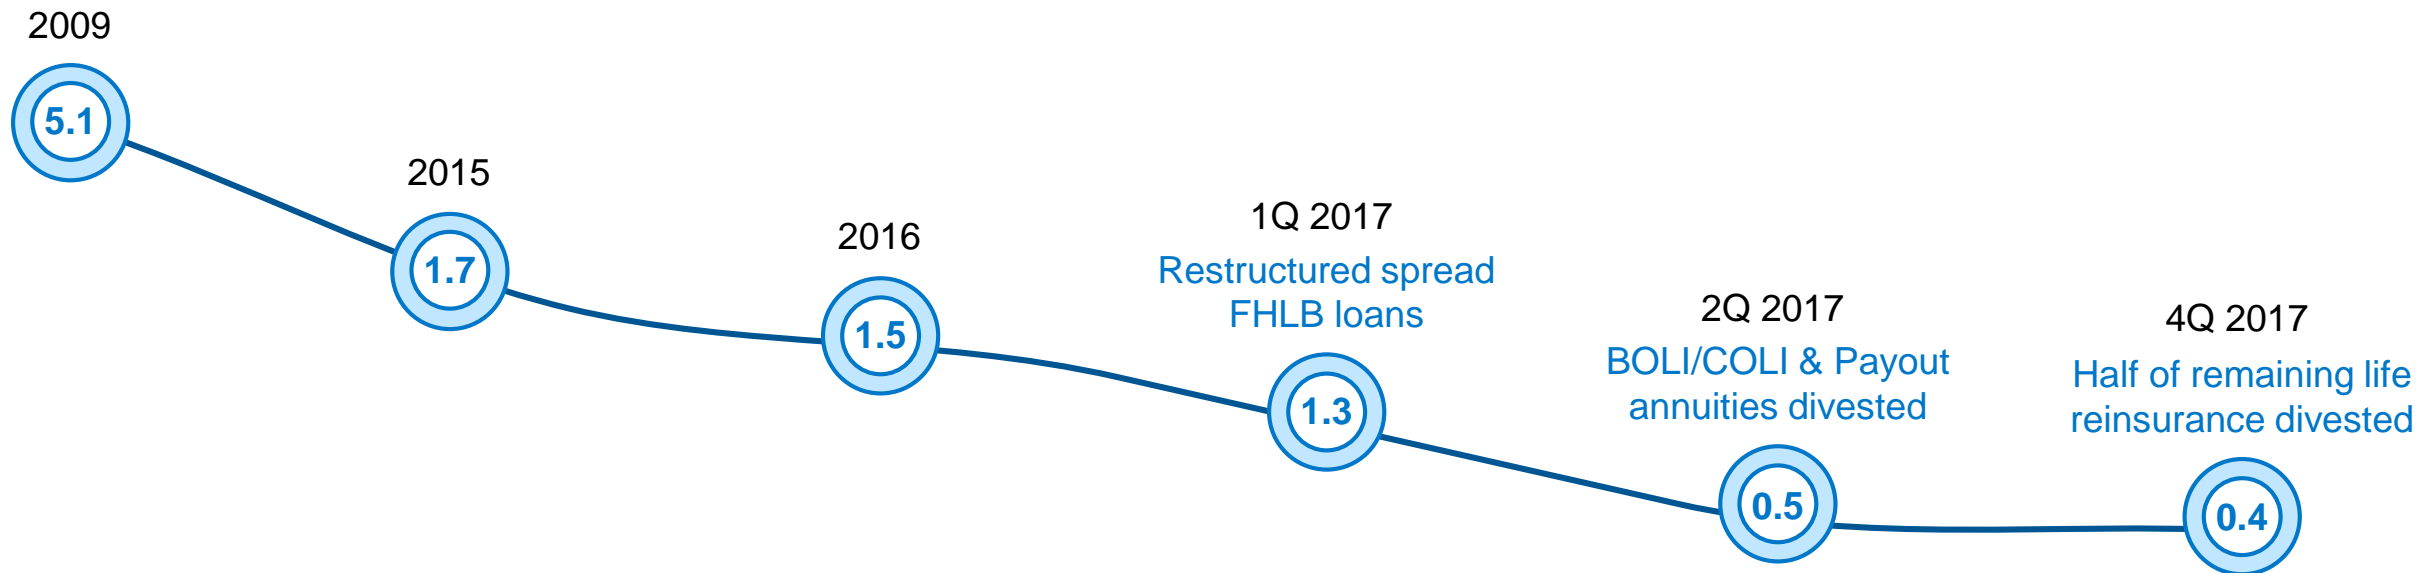 2009
5.1
2015
1.7
2016
1.5
1Q 2017
Restructured spread
FHLB loans
1.3
2Q 2017
BOLI/COLI & Payout
annuities divested
0.5
4Q 2017
Half of remaining life
reinsurance divested
0.4